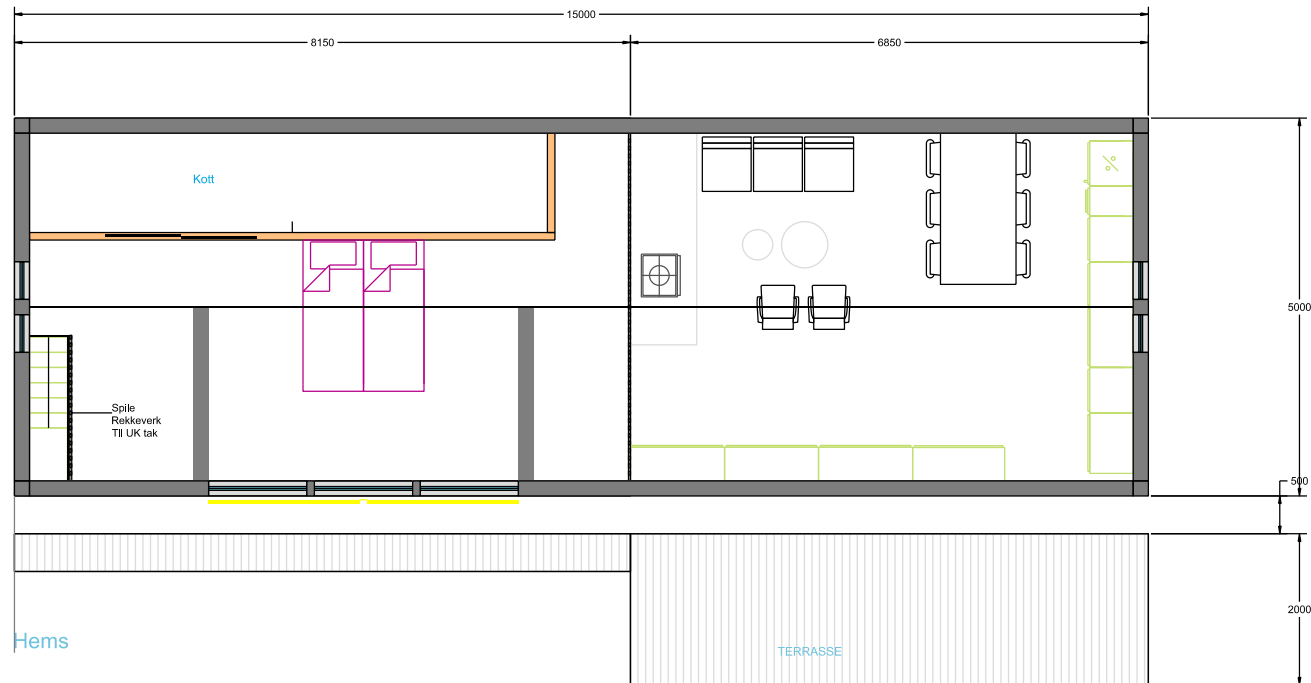 15000
8150
6850
Kott
5000
Spile
Rekkeverk
TIl UK tak
500
2000
Hems
TERRASSE